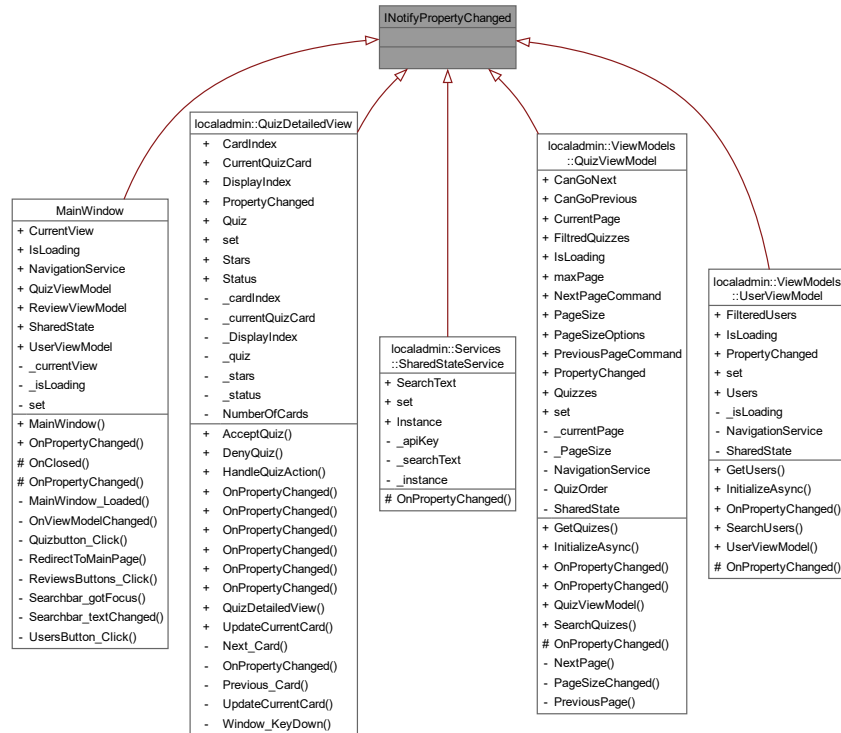 INotifyPropertyChanged
MainWindow
+ CurrentView
+ IsLoading
+ NavigationService
+ QuizViewModel
+ ReviewViewModel
+ SharedState
+ UserViewModel
- _currentView
- _isLoading
- set
+ MainWindow()
+ OnPropertyChanged()
# OnClosed()
# OnPropertyChanged()
- MainWindow_Loaded()
- OnViewModelChanged()
- Quizbutton_Click()
- RedirectToMainPage()
- ReviewsButtons_Click()
- Searchbar_gotFocus()
- Searchbar_textChanged()
- UsersButton_Click()
localadmin::QuizDetailedView
+ CardIndex
+ CurrentQuizCard
+ DisplayIndex
+ PropertyChanged
+ Quiz
+ set
+ Stars
+ Status
- _cardIndex
- _currentQuizCard
- _DisplayIndex
- _quiz
- _stars
- _status
- NumberOfCards
+ AcceptQuiz()
+ DenyQuiz()
+ HandleQuizAction()
+ OnPropertyChanged()
+ OnPropertyChanged()
+ OnPropertyChanged()
+ OnPropertyChanged()
+ OnPropertyChanged()
+ OnPropertyChanged()
+ QuizDetailedView()
+ UpdateCurrentCard()
- Next_Card()
- OnPropertyChanged()
- Previous_Card()
- UpdateCurrentCard()
- Window_KeyDown()
localadmin::Services
::SharedStateService
+ SearchText
+ set
+ Instance
- _apiKey
- _searchText
- _instance
# OnPropertyChanged()
localadmin::ViewModels
::QuizViewModel
+ CanGoNext
+ CanGoPrevious
+ CurrentPage
+ FiltredQuizzes
+ IsLoading
+ maxPage
+ NextPageCommand
+ PageSize
+ PageSizeOptions
+ PreviousPageCommand
+ PropertyChanged
+ Quizzes
+ set
- _currentPage
- _PageSize
- NavigationService
- QuizOrder
- SharedState
+ GetQuizes()
+ InitializeAsync()
+ OnPropertyChanged()
+ OnPropertyChanged()
+ QuizViewModel()
+ SearchQuizes()
# OnPropertyChanged()
- NextPage()
- PageSizeChanged()
- PreviousPage()
localadmin::ViewModels
::UserViewModel
+ FilteredUsers
+ IsLoading
+ PropertyChanged
+ set
+ Users
- _isLoading
- NavigationService
- SharedState
+ GetUsers()
+ InitializeAsync()
+ OnPropertyChanged()
+ SearchUsers()
+ UserViewModel()
# OnPropertyChanged()